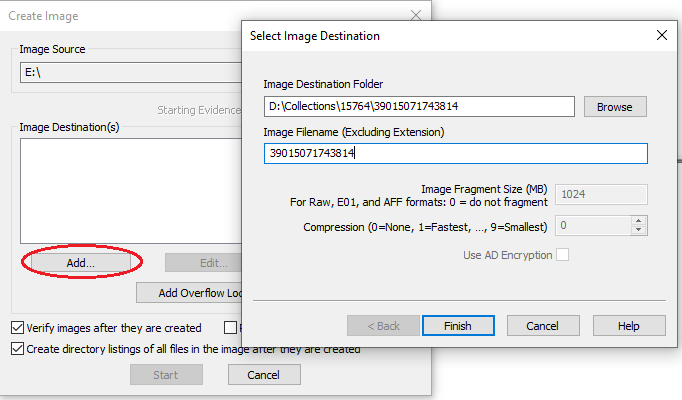 Create Image
Image Source
E:\
Starting Evidence
Image Destination(s)
Add...
Edit...
Add Overflow Loc
Verify images after they are created
Create directory listings of all files in the image after they are created
Start
Cancel
Select Image Destination
Image Destination Folder
D:\Collections\15764\39015071743814
Browse
Image Filename (Excluding Extension)
39015071743814
Image Fragment Size (MB)
1024
For Raw, E01, and AFF formats: 0 = do not fragment
Compression (0=None, 1=Fastest, ..., 9=Smallest)
0
Use AD Encryption
< Back
Finish
Cancel
Help